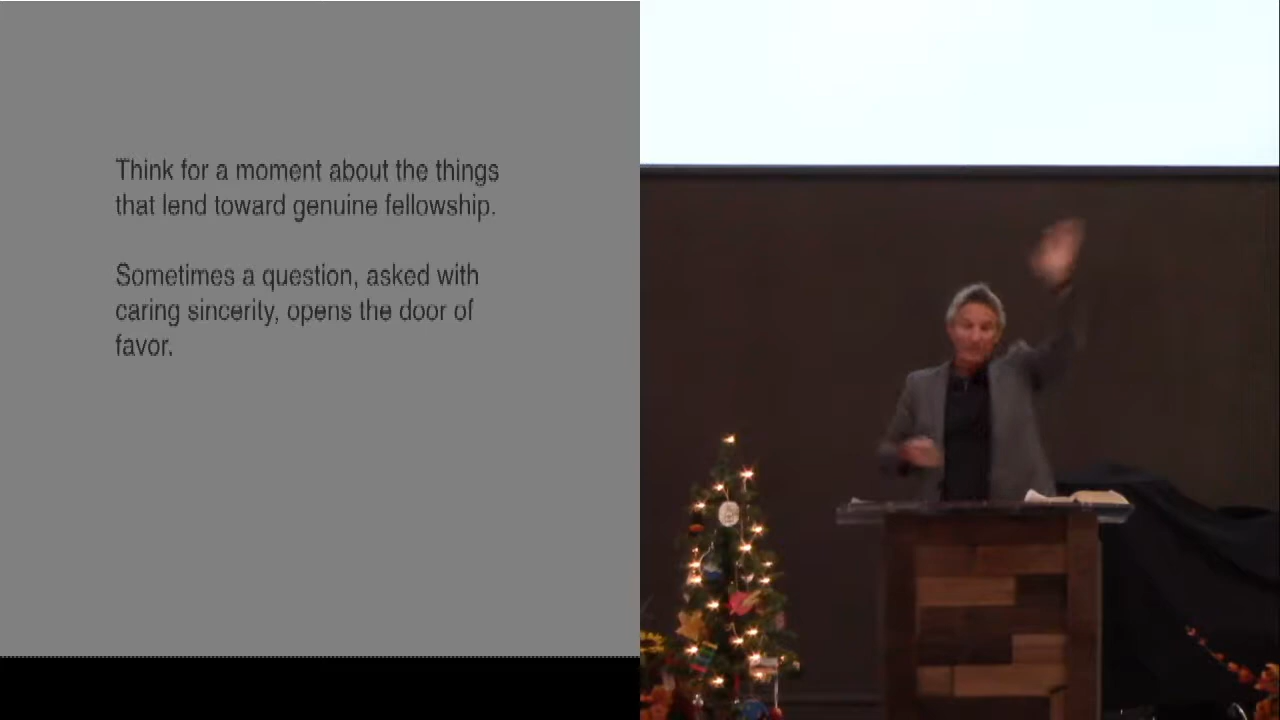 Think for a moment about the things
that lend toward genuine fellowship.
Sometimes a question, asked with
caring sincerity, opens the door of
favor.